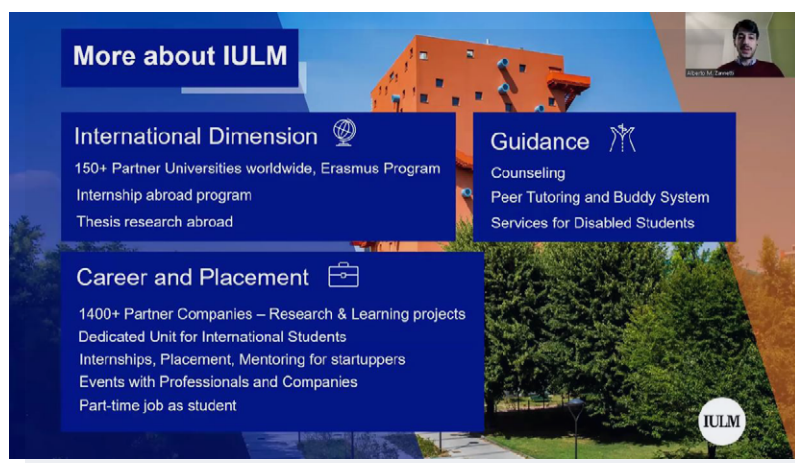 More about IULM
Alberto M. Zannetti
International Dimension
150+ Partner Universities worldwide, Erasmus Program
Internship abroad program
Thesis research abroad
Guidance
Counseling
Peer Tutoring and Buddy System
Services for Disabled Students
Career and Placement
1400+ Partner Companies – Research & Learning projects
Dedicated Unit for International Students
Internships, Placement, Mentoring for startuppers
Events with Professionals and Companies
Part-time job as student
IULM